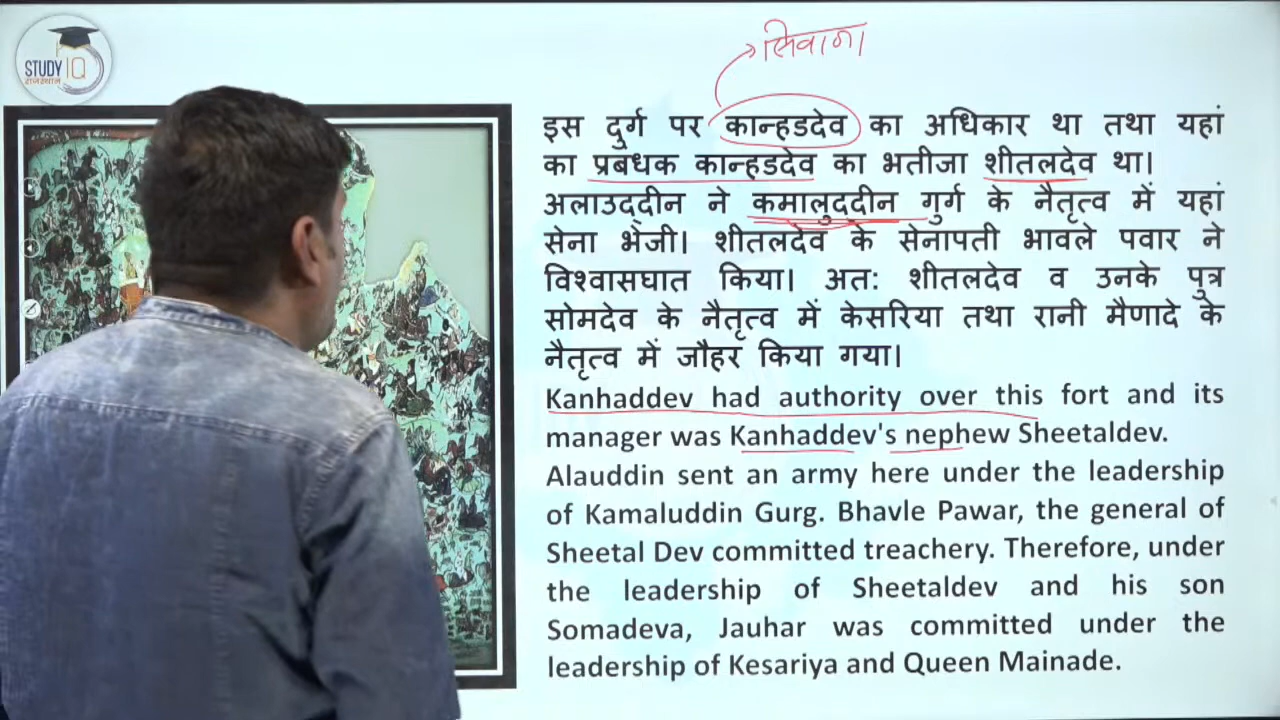 STUDY IQ
राजस्थान
सिवाणा
इस दुर्ग पर कान्हडदेव का अधिकार था तथा यहां
का प्रबधक कान्हडदेव का भतीजा शीतलदेव था।
अलाउद्दीन ने कमालुद्दीन गुर्ग के नैतृत्व में यहां
सेना भेजी। शीतलदेव के सेनापती भावले पवार ने
विश्वासघात किया। अत: शीतलदेव व उनके पुत्र
सोमदेव के नैतृत्व में केसरिया तथा रानी मैणादे के
नैतृत्व में जौहर किया गया।
Kanhaddev had authority over this fort and its
manager was Kanhaddev's nephew Sheetaldev.
Alauddin sent an army here under the leadership
of Kamaluddin Gurg. Bhavle Pawar, the general of
Sheetal Dev committed treachery. Therefore, under
the leadership of Sheetaldev and his son
Somadeva, Jauhar was committed under the
leadership of Kesariya and Queen Mainade.